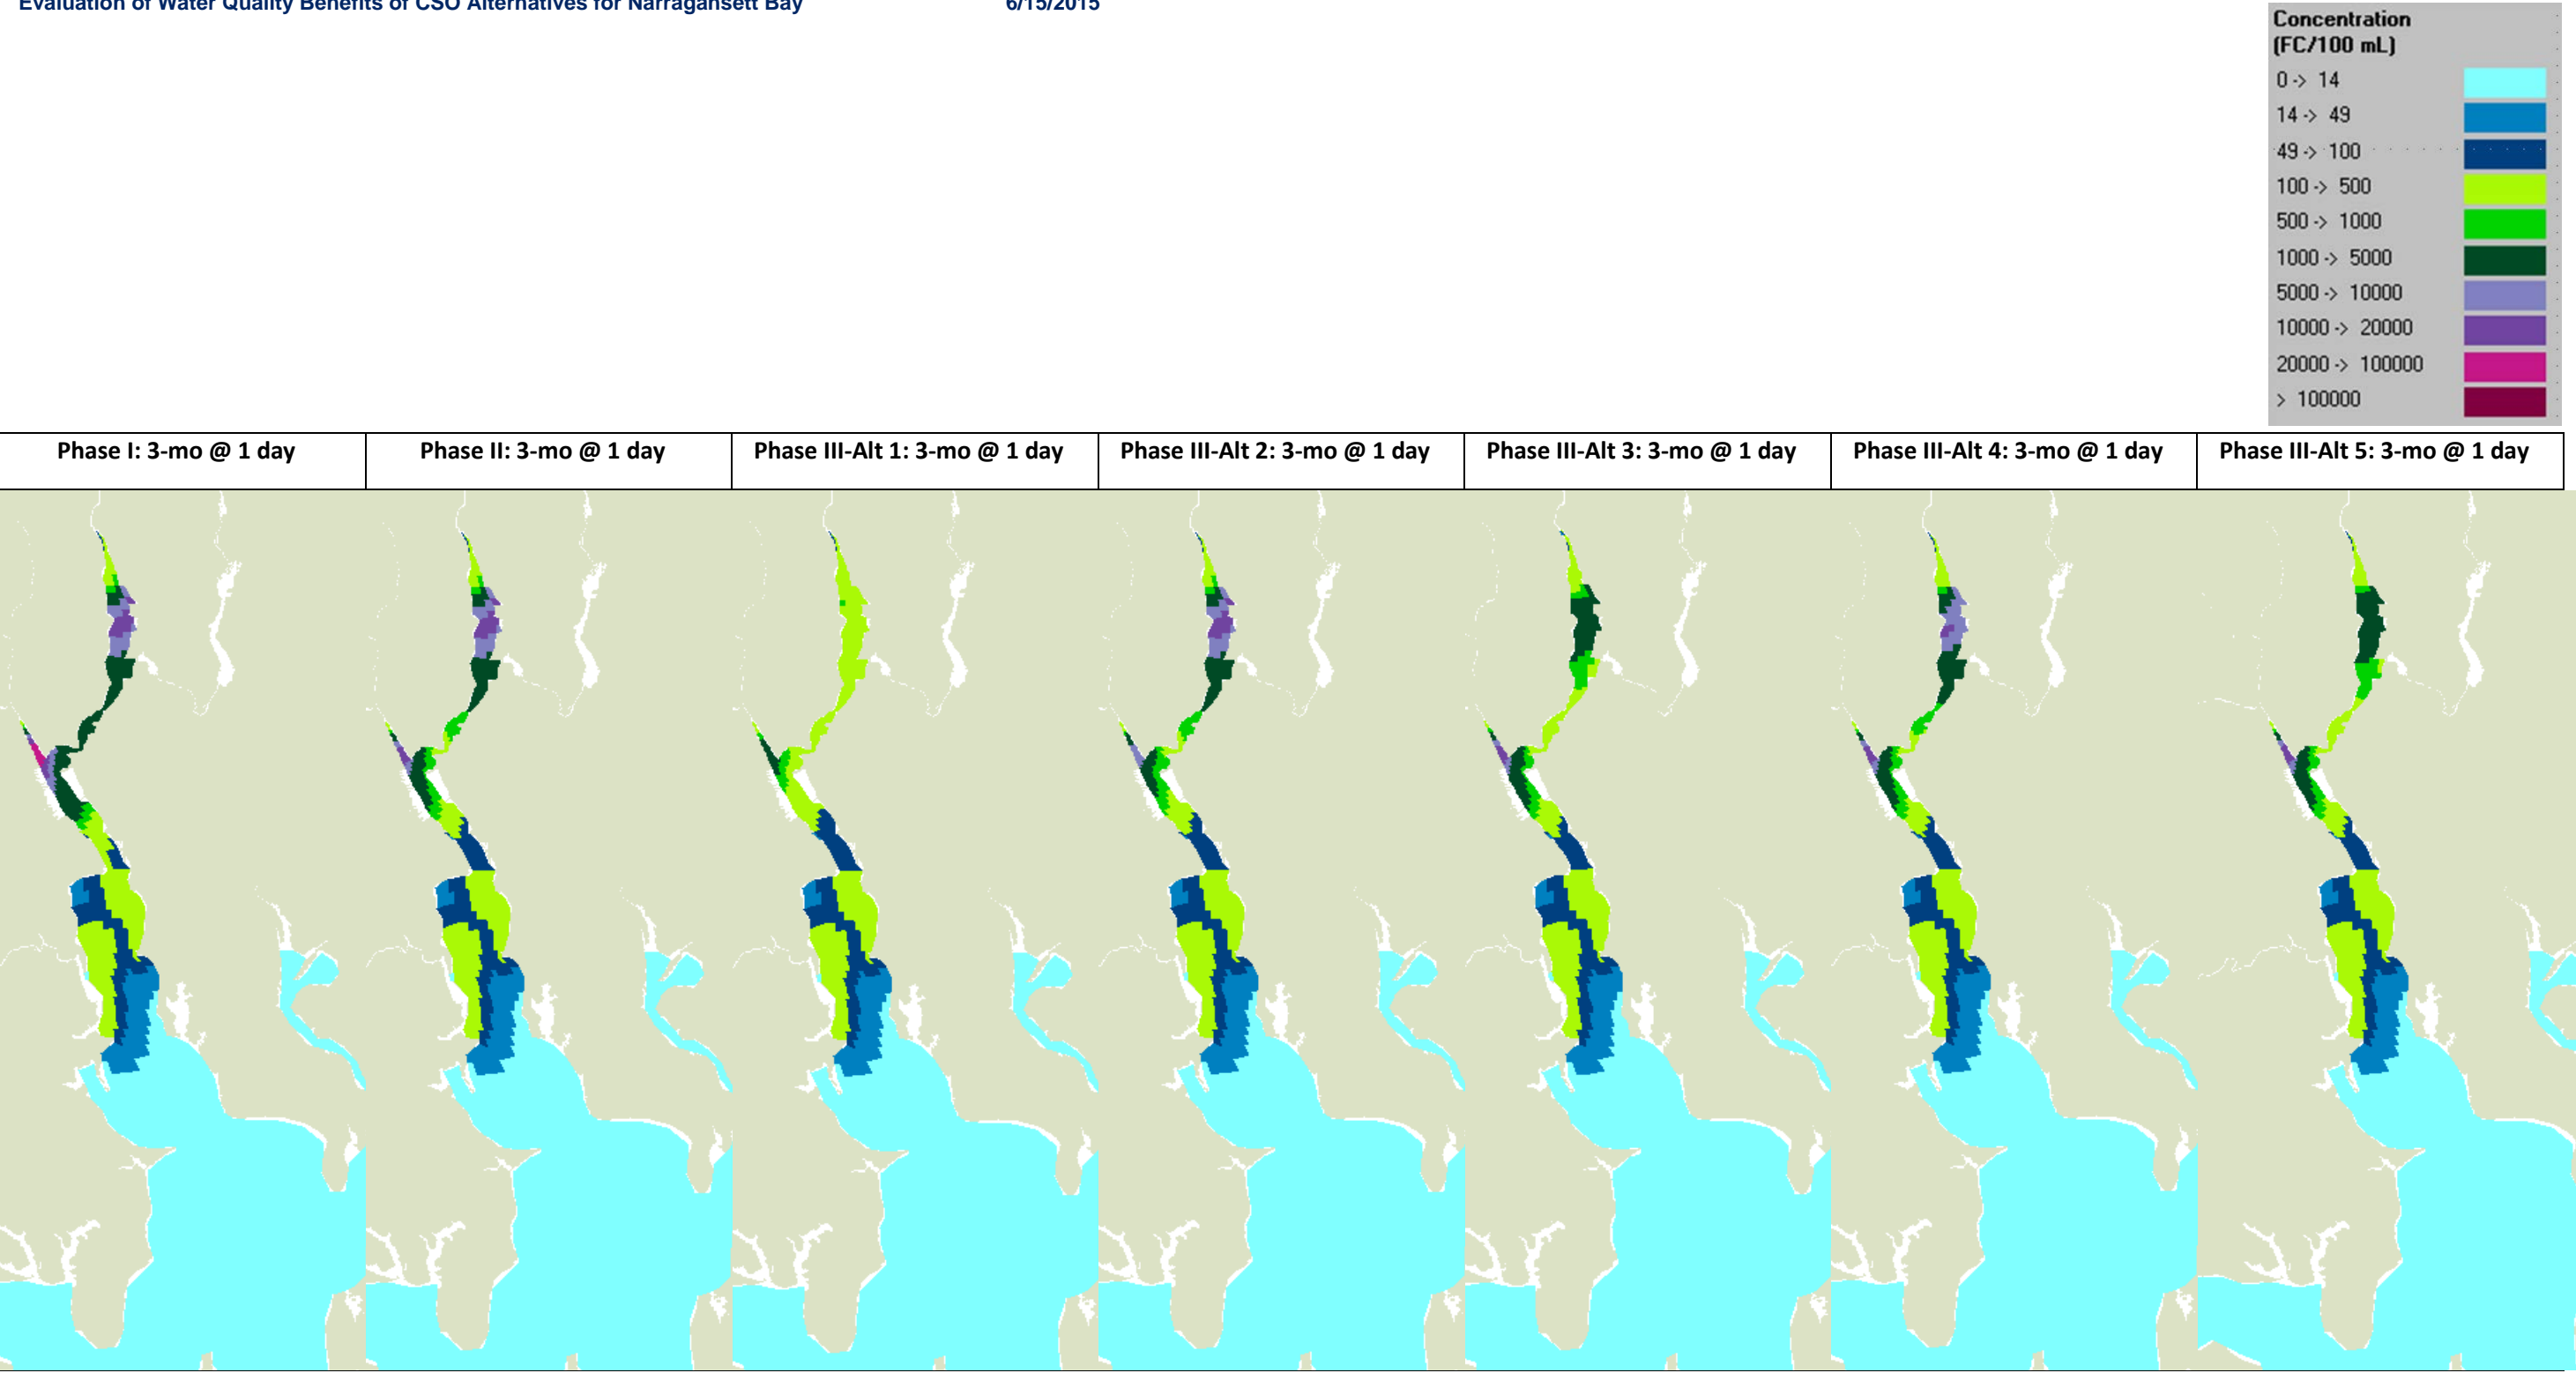 Evaluation of Water Quality Benefits of CSO Alternatives for Narragansett Bay 6/15/2015
Concentration
(FC/100 mL)
0 -> 14
14 -> 49
49 -> 100
100 -> 500
500 -> 1000
1000 -> 5000
5000 -> 10000
10000 -> 20000
20000 -> 100000
> 100000
Phase I: 3-mo @ 1 day
Phase II: 3-mo @ 1 day
Phase III-Alt 1: 3-mo @ 1 day
Phase III-Alt 2: 3-mo @ 1 day
Phase III-Alt 3: 3-mo @ 1 day
Phase III-Alt 4: 3-mo @ 1 day
Phase III-Alt 5: 3-mo @ 1 day